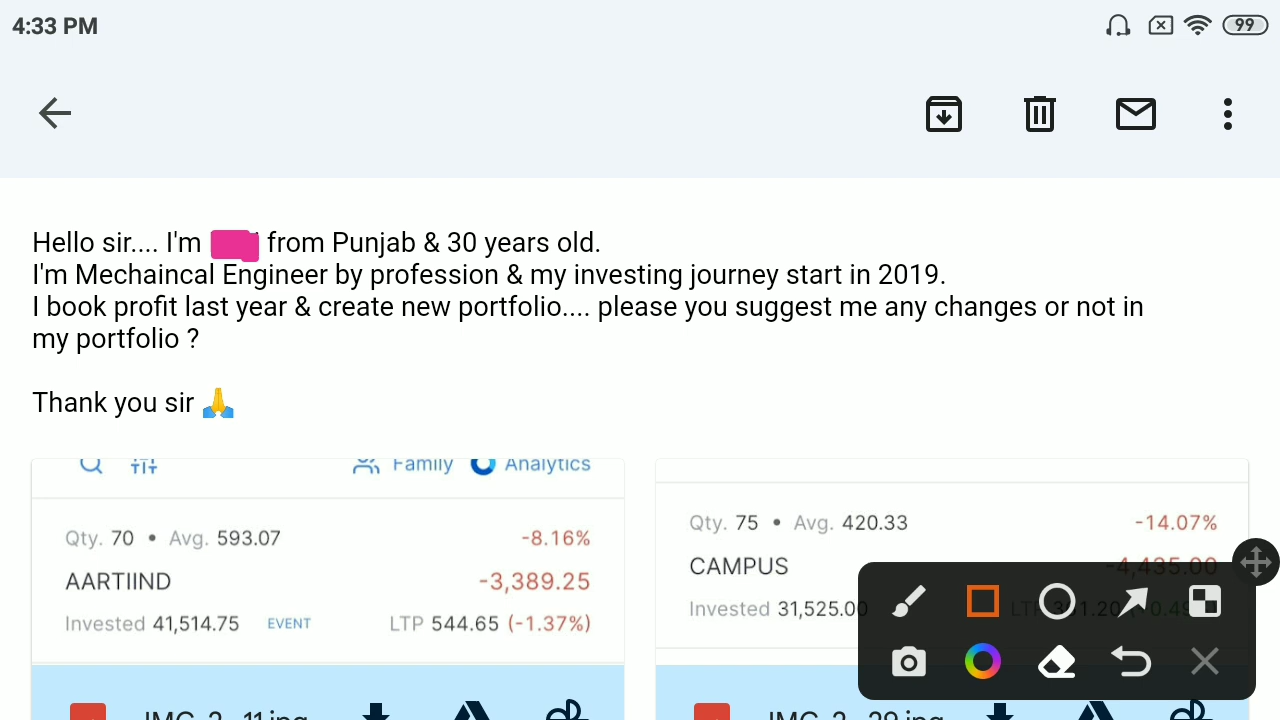 4:33 PM
99
Hello sir.... I'm from Punjab & 30 years old.
I'm Mechaincal Engineer by profession & my investing journey start in 2019.
I book profit last year & create new portfolio.... please you suggest me any changes or not in
my portfolio ?
Thank you sir 🙏
Family Analytics
Qty. 70 • Avg. 593.07 -8.16%
AARTIIND -3,389.25
Invested 41,514.75 EVENT LTP 544.65 (-1.37%)
Qty. 75 • Avg. 420.33 -14.07%
CAMPUS -4,435.00
Invested 31,525.00 LTP